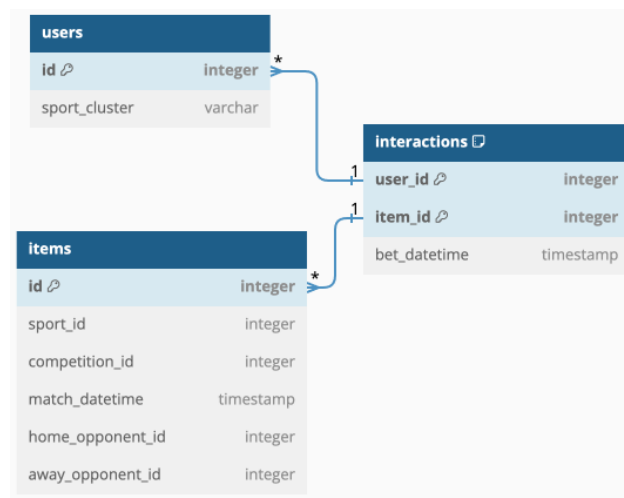 users
id integer
sport_cluster varchar
*
interactions
1
user_id integer
1
item_id integer
bet_datetime timestamp
items
*
id integer
sport_id integer
competition_id integer
match_datetime timestamp
home_opponent_id integer
away_opponent_id integer